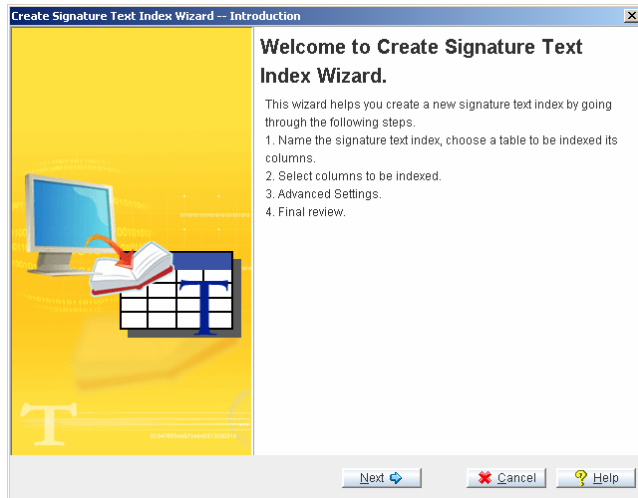 Create Signature Text Index Wizard -- Introduction
Welcome to Create Signature Text
Index Wizard.
This wizard helps you create a new signature text index by going
through the following steps.
1. Name the signature text index, choose a table to be indexed its
columns.
2. Select columns to be indexed.
3. Advanced Settings.
4. Final review.
T
T
Next
Cancel
Help